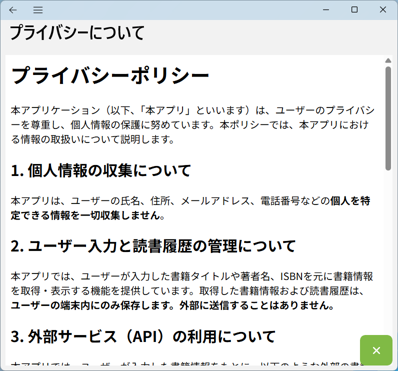 プライバシーについて
プライバシーポリシー
本アプリケーション（以下、「本アプリ」といいます）は、ユーザーのプライバシ
ーを尊重し、個人情報の保護に努めています。本ポリシーでは、本アプリにおけ
る情報の取扱いについて説明します。
1. 個人情報の収集について
本アプリは、ユーザーの氏名、住所、メールアドレス、電話番号などの個人を特
定できる情報を一切収集しません。
2. ユーザー入力と読書履歴の管理について
本アプリでは、ユーザーが入力した書籍タイトルや著者名、ISBNを元に書籍情報
を取得・表示する機能を提供しています。取得した書籍情報および読書履歴は、
ユーザーの端末内にのみ保存します。外部に送信することはありません。
3. 外部サービス（API）の利用について